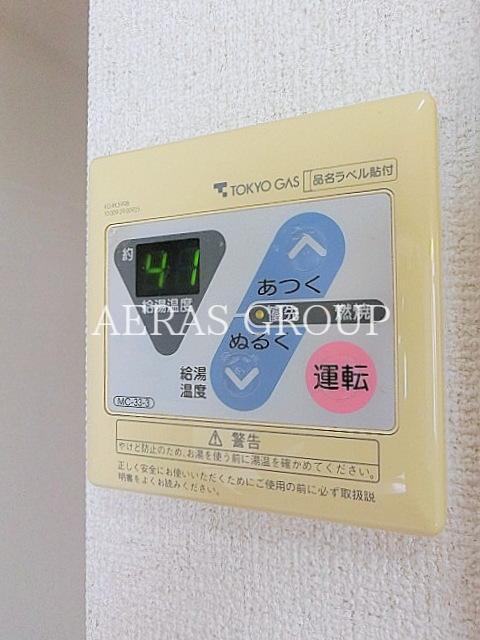 TOKYO GAS 品名ラベル貼付
約
41
給湯温度
あつく
優先 燃焼
AERAS GROUP
ぬるく
給湯
温度
運転
MC-33-3
警告
やけど防止のため、お湯を使う前に湯温を確かめてください。
正しく安全にお使いいただくためにご使用の前に必ず取扱説
明書をよくお読みください。